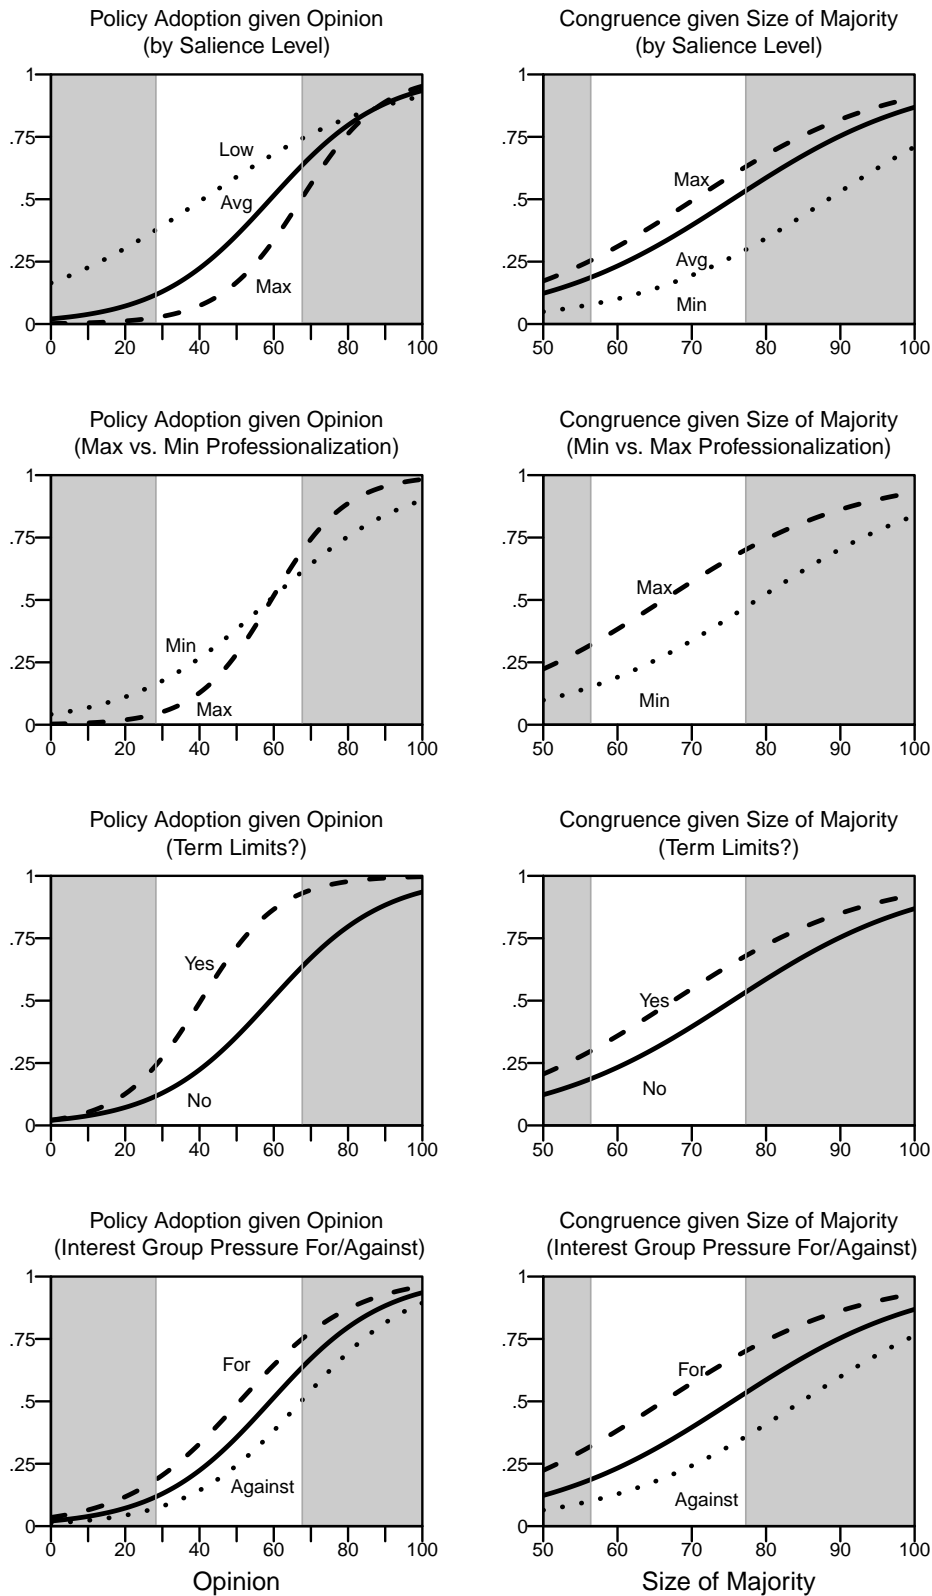 Policy Adoption given Opinion
(by Salience Level)
1
.75
.5
.25
0
Low
Avg
Max
0 20 40 60 80 100
Congruence given Size of Majority
(by Salience Level)
1
.75
.5
.25
0
Max
Avg
Min
50 60 70 80 90 100
Policy Adoption given Opinion
(Max vs. Min Professionalization)
1
.75
.5
.25
0
Min
Max
0 20 40 60 80 100
Congruence given Size of Majority
(Min vs. Max Professionalization)
1
.75
.5
.25
0
Max
Min
50 60 70 80 90 100
Policy Adoption given Opinion
(Term Limits?)
1
.75
.5
.25
0
Yes
No
0 20 40 60 80 100
Congruence given Size of Majority
(Term Limits?)
1
.75
.5
.25
0
Yes
No
50 60 70 80 90 100
Policy Adoption given Opinion
(Interest Group Pressure For/Against)
1
.75
.5
.25
0
For
Against
0 20 40 60 80 100
Opinion
Congruence given Size of Majority
(Interest Group Pressure For/Against)
1
.75
.5
.25
0
For
Against
50 60 70 80 90 100
Size of Majority